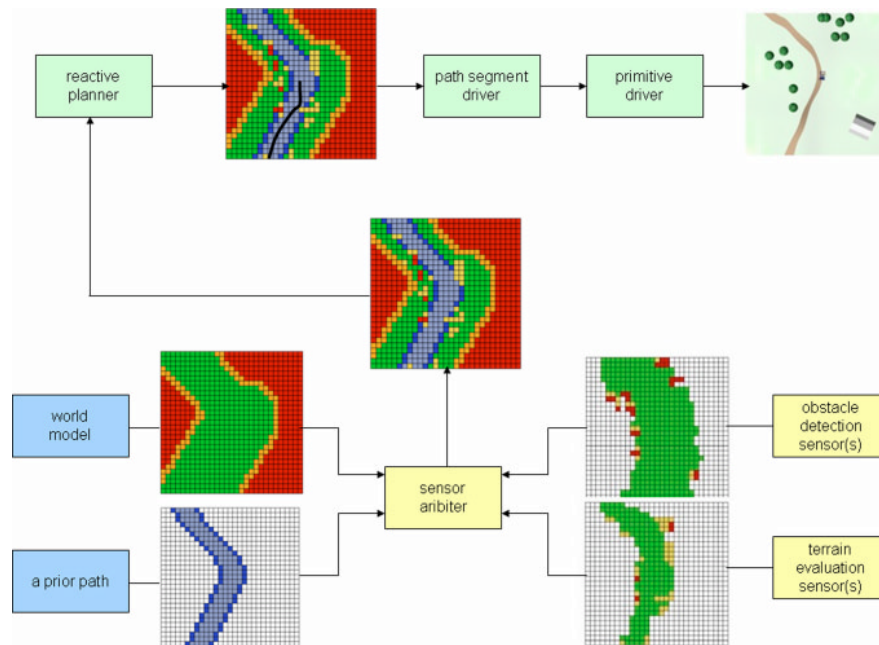 reactive
planner
path segment
driver
primitive
driver
world
model
sensor
aribiter
obstacle
detection
sensor(s)
a prior path
terrain
evaluation
sensor(s)